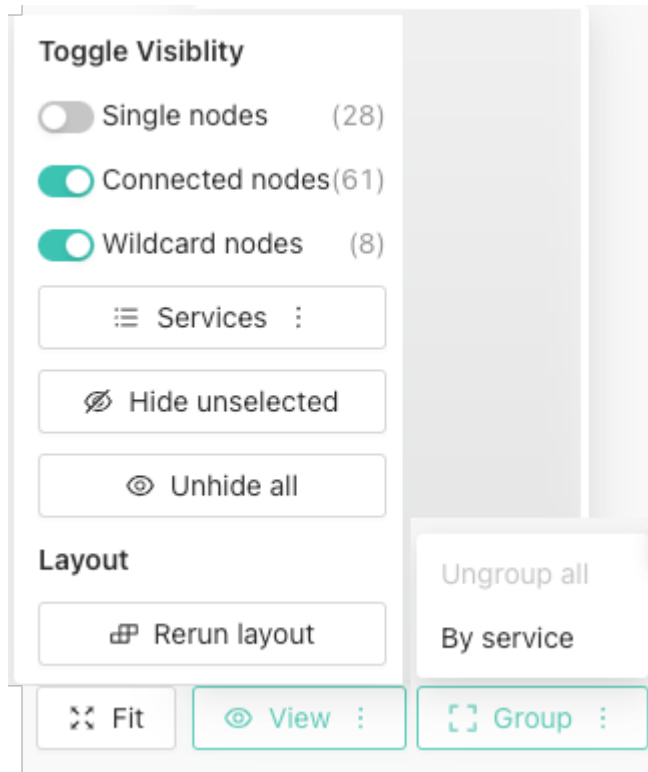 Toggle Visiblity
Single nodes (28)
Connected nodes (61)
Wildcard nodes (8)
Services
Hide unselected
Unhide all
Layout
Rerun layout
Ungroup all
By service
Fit View Group